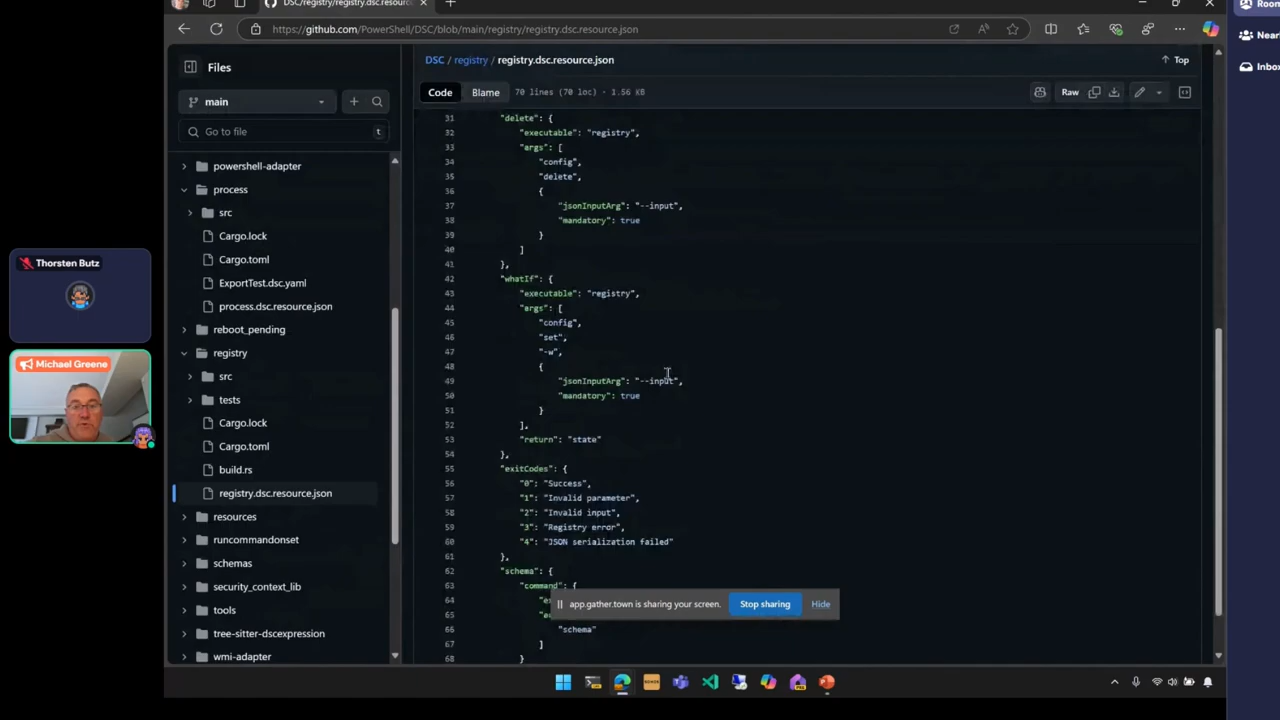 DSC/registry/registry.dsc.resourc
https://github.com/PowerShell/DSC/blob/main/registry/registry.dsc.resource.json
Room
Near
Inbox
Files
main
Go to file
t
powershell-adapter
process
src
Cargo.lock
Cargo.toml
ExportTest.dsc.yaml
process.dsc.resource.json
reboot_pending
registry
src
tests
Cargo.lock
Cargo.toml
build.rs
registry.dsc.resource.json
resources
runcommandonset
schemas
security_context_lib
tools
tree-sitter-dscexpression
wmi-adapter
DSC / registry / registry.dsc.resource.json
Top
Code Blame 70 lines (70 loc) · 1.56 KB
Raw
31 "delete": {
32 "executable": "registry",
33 "args": [
34 "config",
35 "delete",
36 {
37 "jsonInputArg": "--input",
38 "mandatory": true
39 }
40 ]
41 },
42 "whatIf": {
43 "executable": "registry",
44 "args": [
45 "config",
46 "set",
47 "-w",
48 {
49 "jsonInputArg": "--input",
50 "mandatory": true
51 }
52 ],
53 "return": "state"
54 },
55 "exitCodes": {
56 "0": "Success",
57 "1": "Invalid parameter",
58 "2": "Invalid input",
59 "3": "Registry error",
60 "4": "JSON serialization failed"
61 },
62 "schema": {
63 "command": {
64
65
66 "schema"
67 ]
68 }
app.gather.town is sharing your screen.
Stop sharing
Hide
Thorsten Butz
Michael Greene